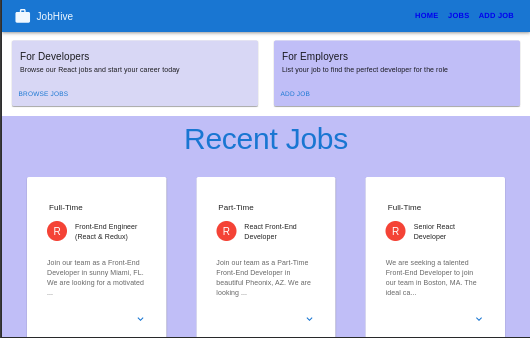 JobHive
HOME JOBS ADD JOB
For Developers
Browse our React jobs and start your career today
BROWSE JOBS
For Employers
List your job to find the perfect developer for the role
ADD JOB
Recent Jobs
Full-Time
R
Front-End Engineer
(React & Redux)
Join our team as a Front-End
Developer in sunny Miami, FL.
We are looking for a motivated
...
Part-Time
R
React Front-End
Developer
Join our team as a Part-Time
Front-End Developer in
beautiful Pheonix, AZ. We are
looking ...
Full-Time
R
Senior React
Developer
We are seeking a talented
Front-End Developer to join
our team in Boston, MA. The
ideal ca...